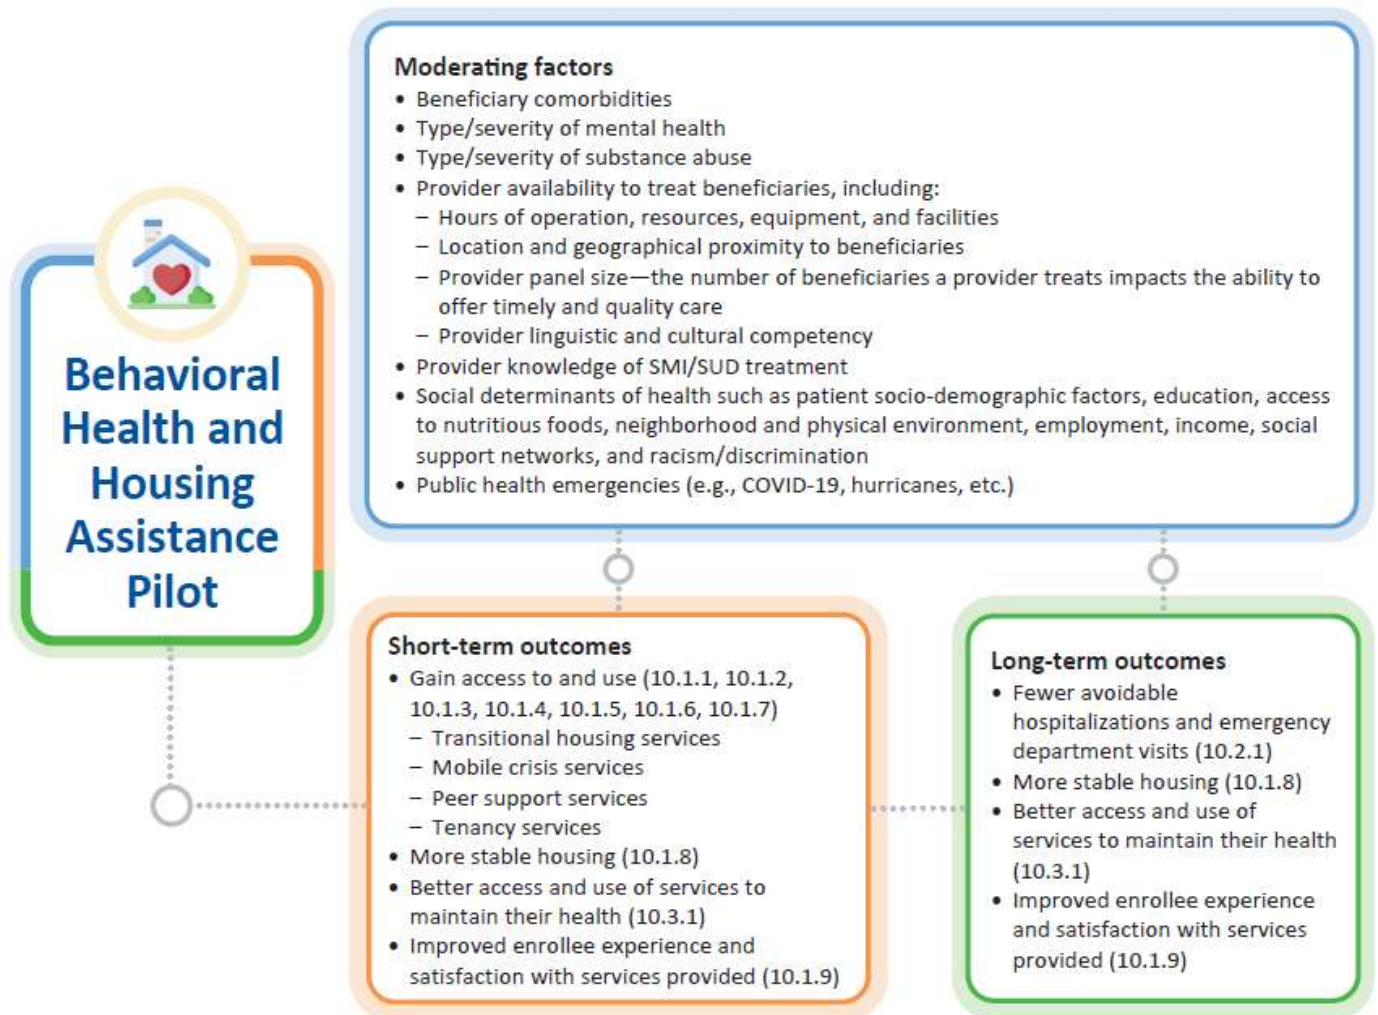 Behavioral
Health and
Housing
Assistance
Pilot
Moderating factors
• Beneficiary comorbidities
• Type/severity of mental health
• Type/severity of substance abuse
• Provider availability to treat beneficiaries, including:
– Hours of operation, resources, equipment, and facilities
– Location and geographical proximity to beneficiaries
– Provider panel size—the number of beneficiaries a provider treats impacts the ability to
offer timely and quality care
– Provider linguistic and cultural competency
• Provider knowledge of SMI/SUD treatment
• Social determinants of health such as patient socio-demographic factors, education, access
to nutritious foods, neighborhood and physical environment, employment, income, social
support networks, and racism/discrimination
• Public health emergencies (e.g., COVID-19, hurricanes, etc.)
Short-term outcomes
• Gain access to and use (10.1.1, 10.1.2,
10.1.3, 10.1.4, 10.1.5, 10.1.6, 10.1.7)
– Transitional housing services
– Mobile crisis services
– Peer support services
– Tenancy services
• More stable housing (10.1.8)
• Better access and use of services to
maintain their health (10.3.1)
• Improved enrollee experience and
satisfaction with services provided (10.1.9)
Long-term outcomes
• Fewer avoidable
hospitalizations and emergency
department visits (10.2.1)
• More stable housing (10.1.8)
• Better access and use of
services to maintain their health
(10.3.1)
• Improved enrollee experience
and satisfaction with services
provided (10.1.9)